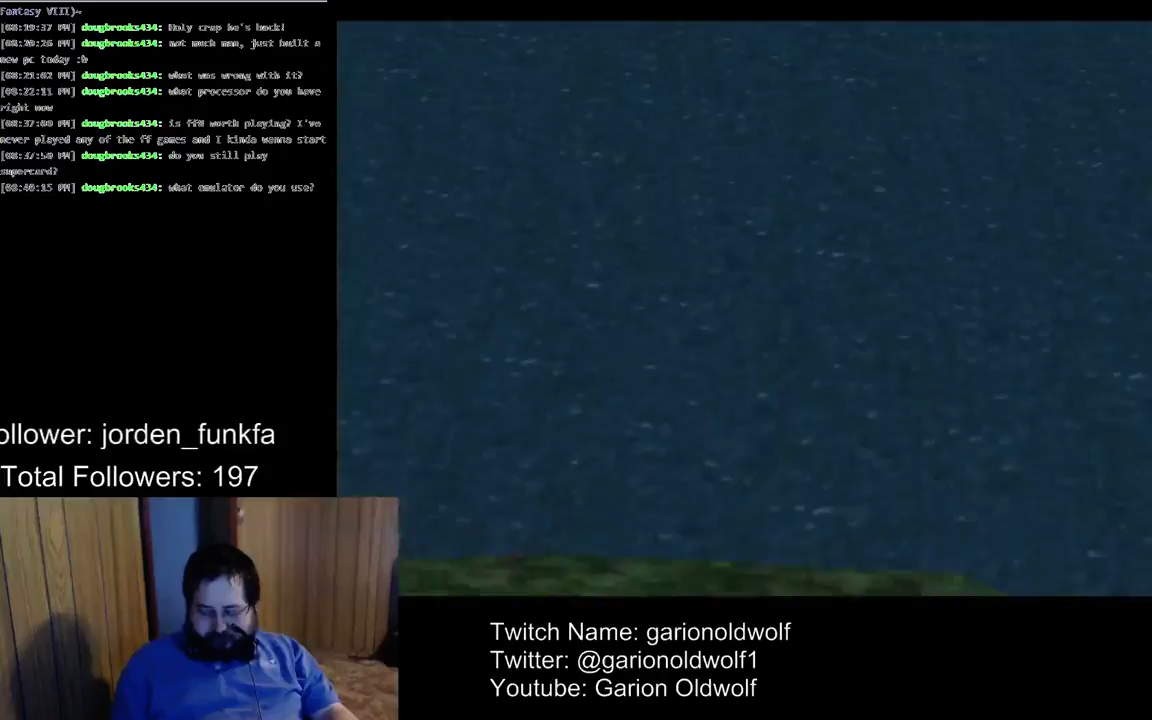 Fantasy VIII)~
[08:19:37 PM] dougbrooks434: Holy crap he's back!
[08:20:26 PM] dougbrooks434: not much man, just built a
new pc today :b
[08:21:02 PM] dougbrooks434: what was wrong with it?
[08:22:11 PM] dougbrooks434: what processor do you have
right now
[08:37:00 PM] dougbrooks434: is ff8 worth playing? I've
never played any of the ff games and I kinda wanna start
[08:37:50 PM] dougbrooks434: do you still play
supercard?
[08:40:15 PM] dougbrooks434: what emulator do you use?
ollower: jorden_funkfa
Total Followers: 197
Twitch Name: garionoldwolf
Twitter: @garionoldwolf1
Youtube: Garion Oldwolf